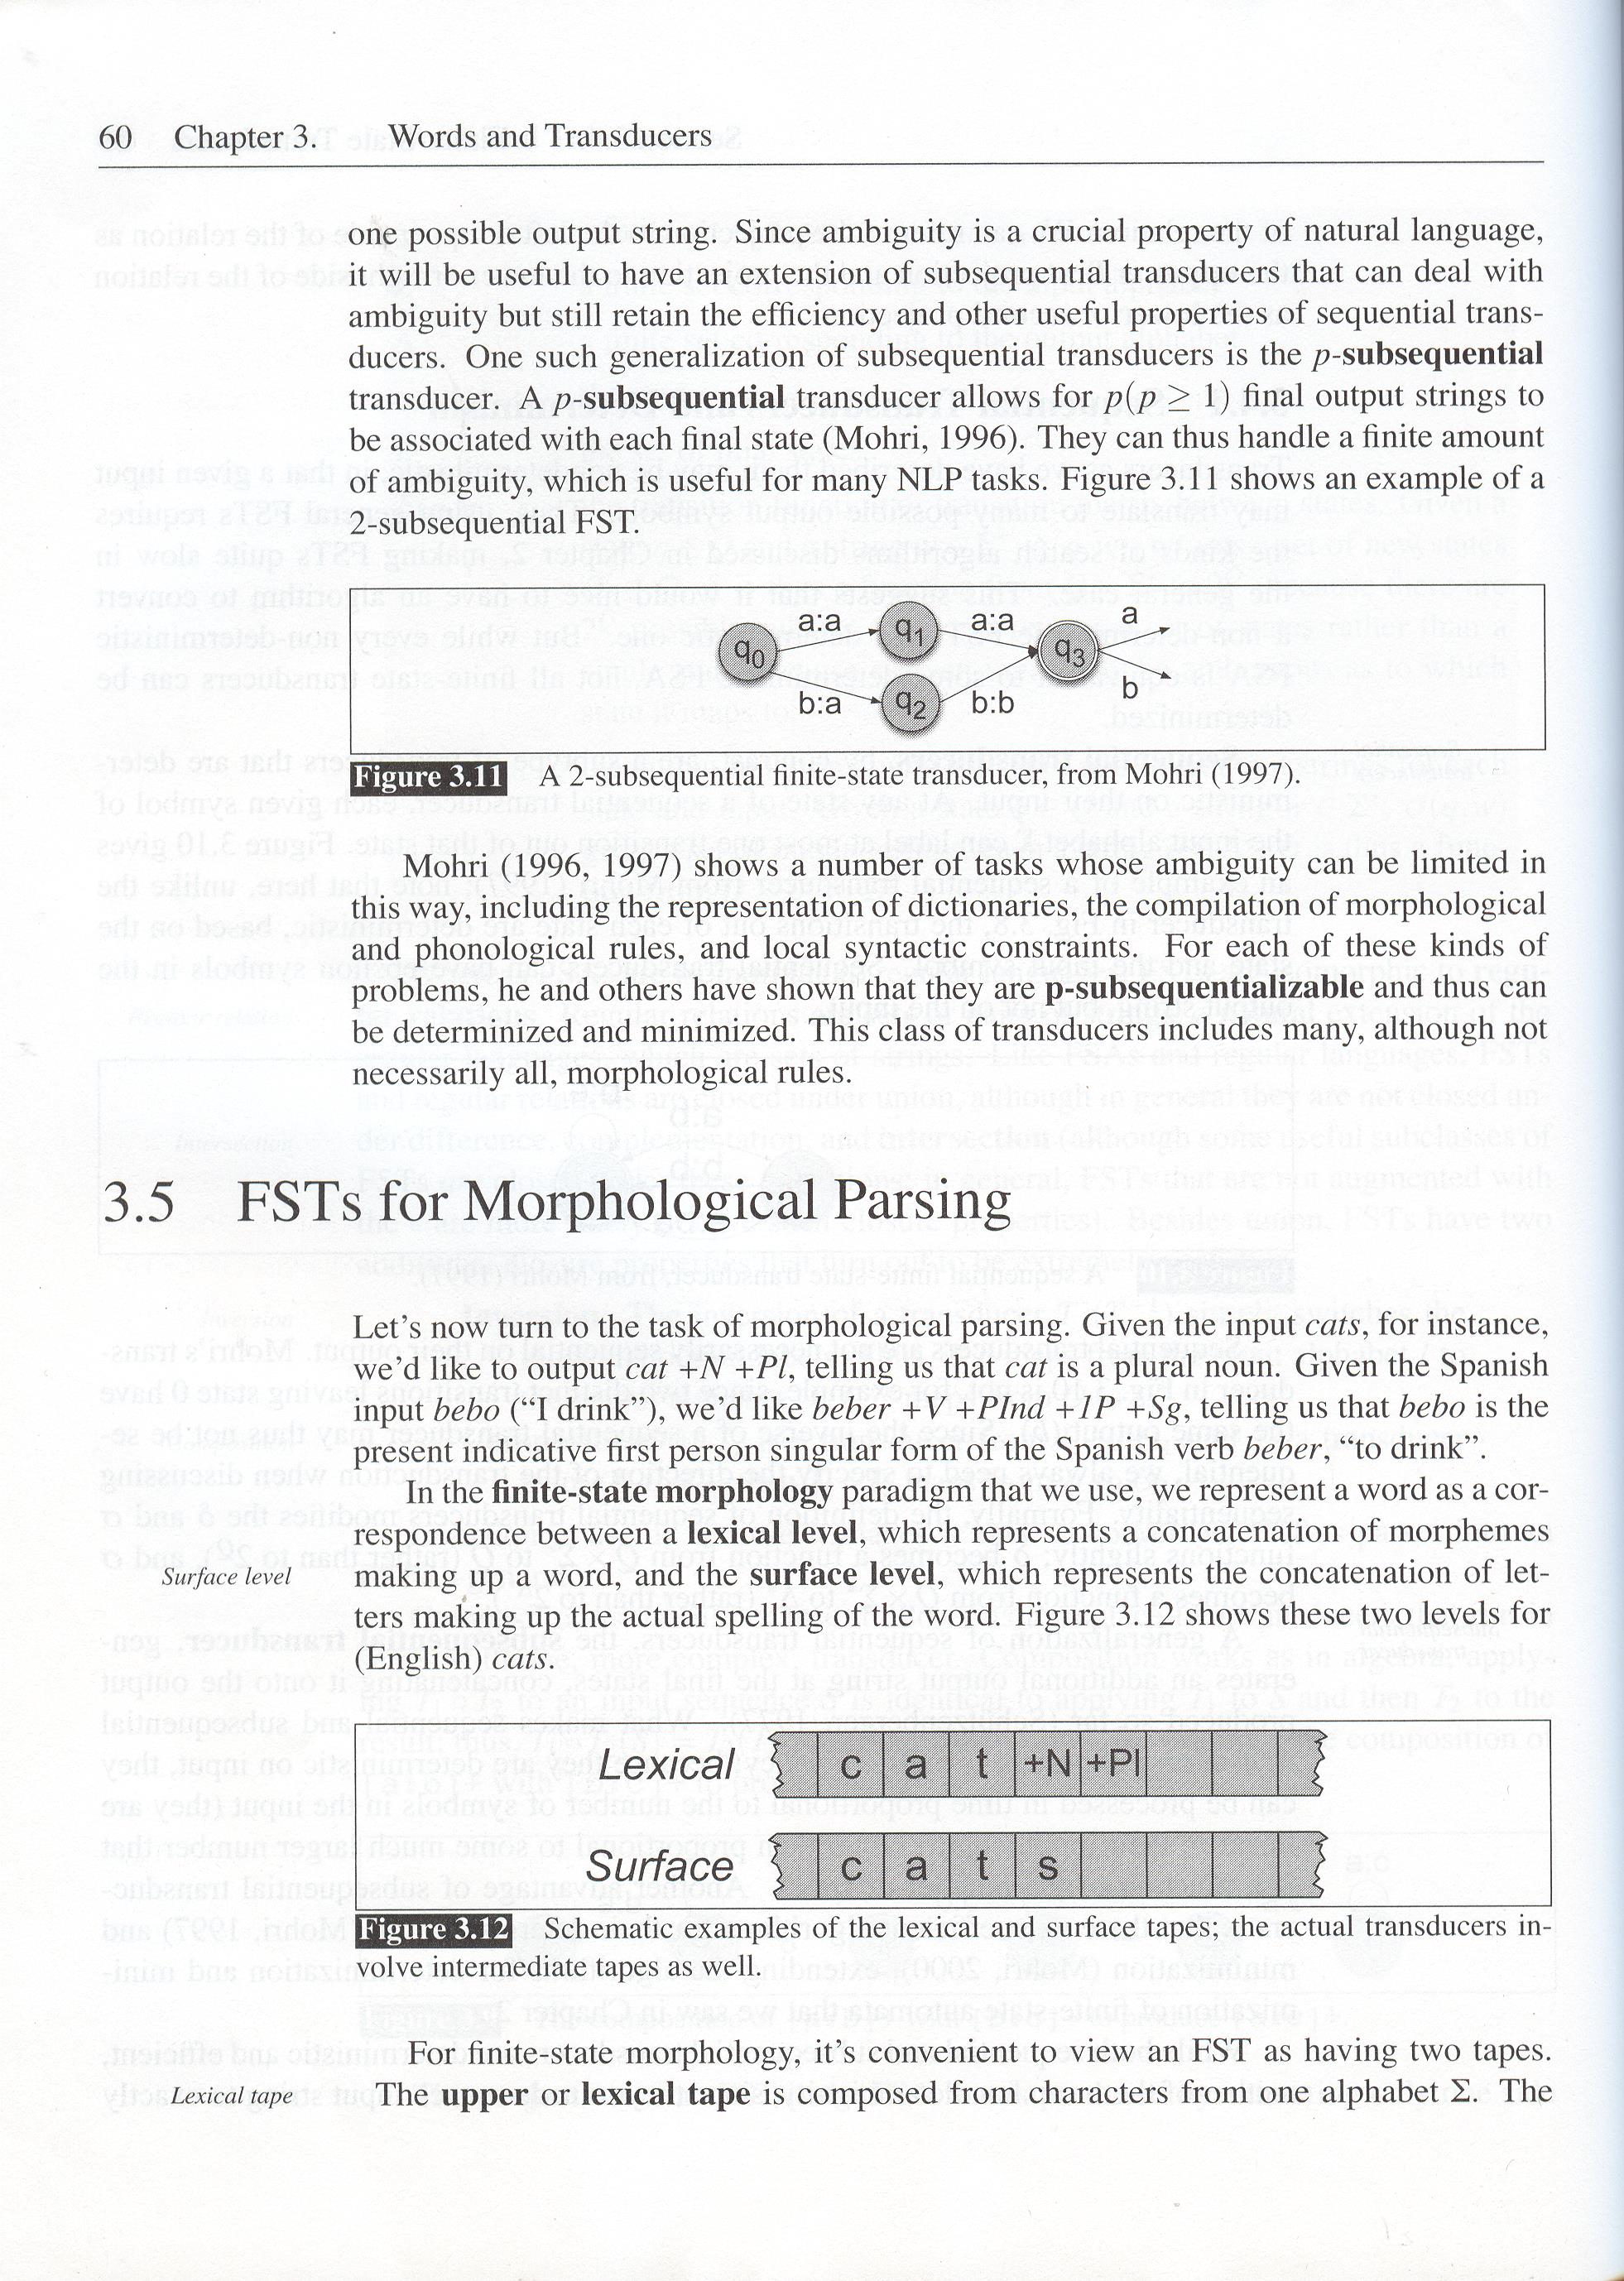 60 Chapter 3. Words and Transducers
one possible output string. Since ambiguity is a crucial property of natural language,
it will be useful to have an extension of subsequential transducers that can deal with
ambiguity but still retain the efficiency and other useful properties of sequential trans-
ducers. One such generalization of subsequential transducers is the p-subsequential
transducer. A p-subsequential transducer allows for p(p ≥ 1) final output strings to
be associated with each final state (Mohri, 1996). They can thus handle a finite amount
of ambiguity, which is useful for many NLP tasks. Figure 3.11 shows an example of a
2-subsequential FST.
a:a a:a a
q0 q1 q3
b:a q2 b:b b
Figure 3.11 A 2-subsequential finite-state transducer, from Mohri (1997).
Mohri (1996, 1997) shows a number of tasks whose ambiguity can be limited in
this way, including the representation of dictionaries, the compilation of morphological
and phonological rules, and local syntactic constraints. For each of these kinds of
problems, he and others have shown that they are p-subsequentializable and thus can
be determinized and minimized. This class of transducers includes many, although not
necessarily all, morphological rules.
3.5 FSTs for Morphological Parsing
Let's now turn to the task of morphological parsing. Given the input cats, for instance,
we'd like to output cat +N +Pl, telling us that cat is a plural noun. Given the Spanish
input bebo (“I drink”), we'd like beber +V +PInd +1P +Sg, telling us that bebo is the
present indicative first person singular form of the Spanish verb beber, “to drink”.
In the finite-state morphology paradigm that we use, we represent a word as a cor-
respondence between a lexical level, which represents a concatenation of morphemes
Surface level making up a word, and the surface level, which represents the concatenation of let-
ters making up the actual spelling of the word. Figure 3.12 shows these two levels for
(English) cats.
Lexical c a t +N +Pl
Surface c a t s
Figure 3.12 Schematic examples of the lexical and surface tapes; the actual transducers in-
volve intermediate tapes as well.
For finite-state morphology, it's convenient to view an FST as having two tapes.
Lexical tape The upper or lexical tape is composed from characters from one alphabet Σ. The